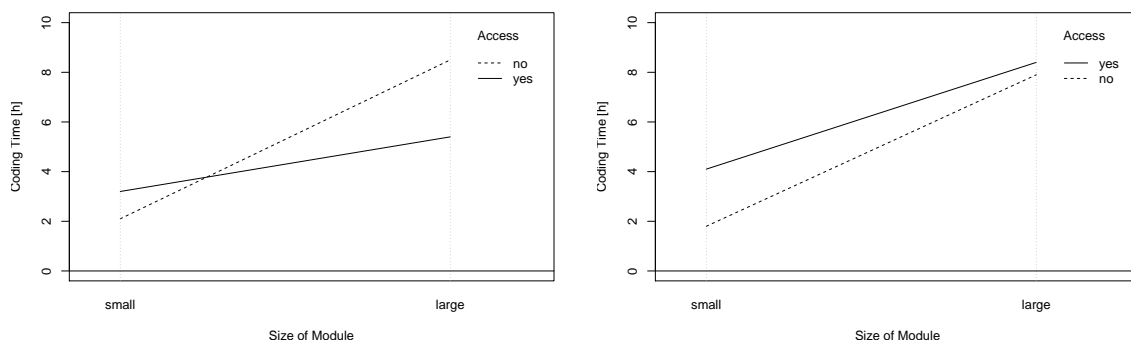 Access
no
yes
10
8
6
4
2
0
Coding Time [h]
small
large
Size of Module
Access
yes
no
10
8
6
4
2
0
Coding Time [h]
small
large
Size of Module